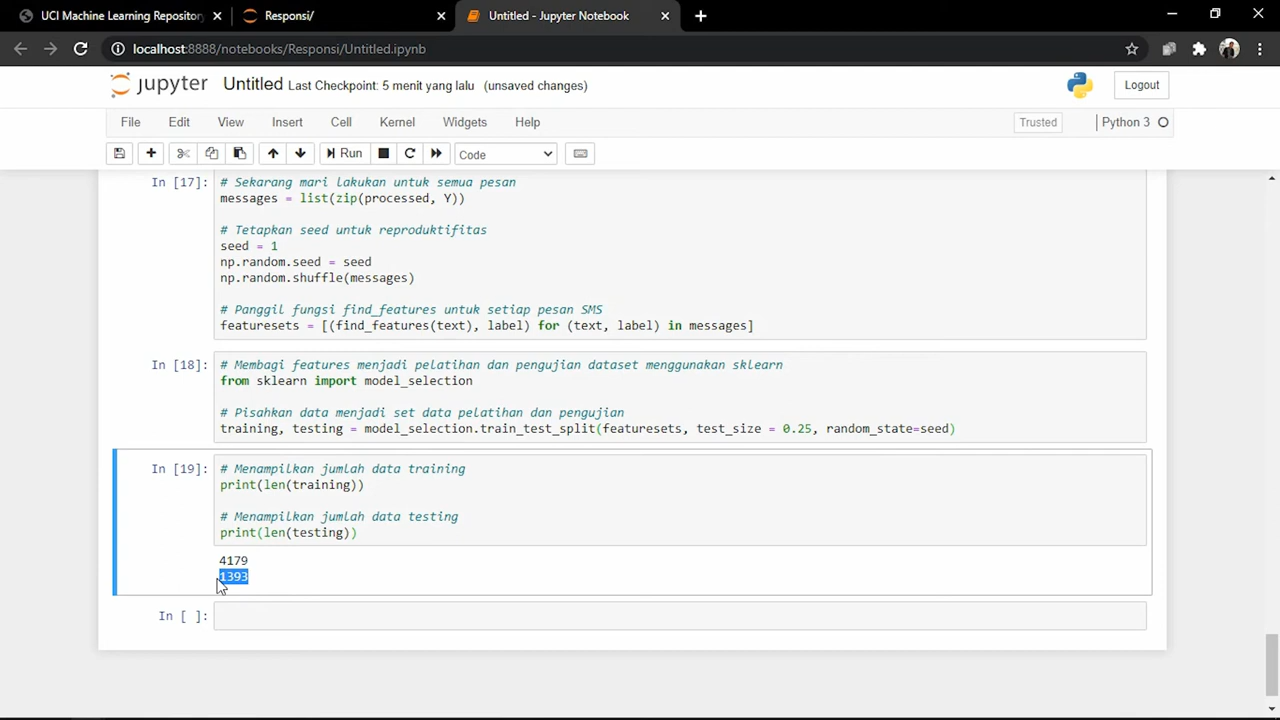 UCI Machine Learning Repository
Responsi/
Untitled - Jupyter Notebook
localhost:8888/notebooks/Responsi/Untitled.ipynb
jupyter Untitled Last Checkpoint: 5 menit yang lalu (unsaved changes)
Logout
File Edit View Insert Cell Kernel Widgets Help
Trusted
Python 3
Run
Code
In [17]:
# Sekarang mari lakukan untuk semua pesan
messages = list(zip(processed, Y))
# Tetapkan seed untuk reproduktifitas
seed = 1
np.random.seed = seed
np.random.shuffle(messages)
# Panggil fungsi find_features untuk setiap pesan SMS
featuresets = [(find_features(text), label) for (text, label) in messages]
In [18]:
# Membagi features menjadi pelatihan dan pengujian dataset menggunakan sklearn
from sklearn import model_selection
# Pisahkan data menjadi set data pelatihan dan pengujian
training, testing = model_selection.train_test_split(featuresets, test_size = 0.25, random_state=seed)
In [19]:
# Menampilkan jumlah data training
print(len(training))
# Menampilkan jumlah data testing
print(len(testing))
4179
1393
In [ ]: